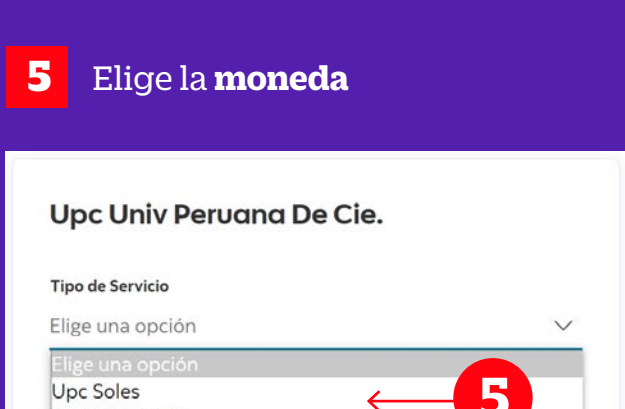 5 Elige la moneda
Upc Univ Peruana De Cie.
Tipo de Servicio
Elige una opción
Elige una opción
Upc Soles
5